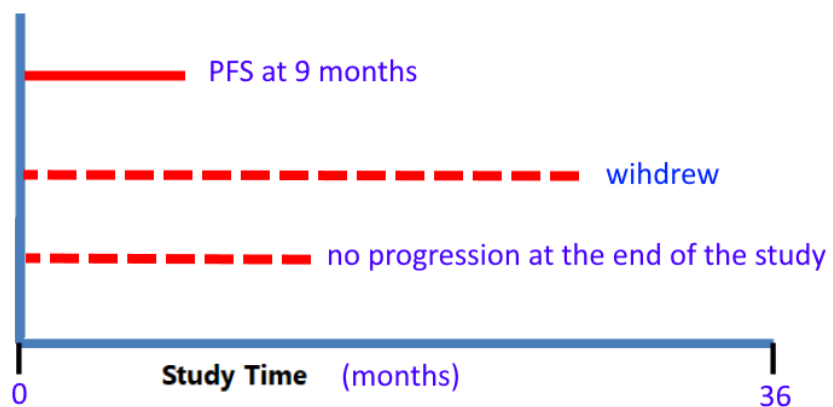 PFS at 9 months
wihdrew
no progression at the end of the study
Study Time (months)
0
36